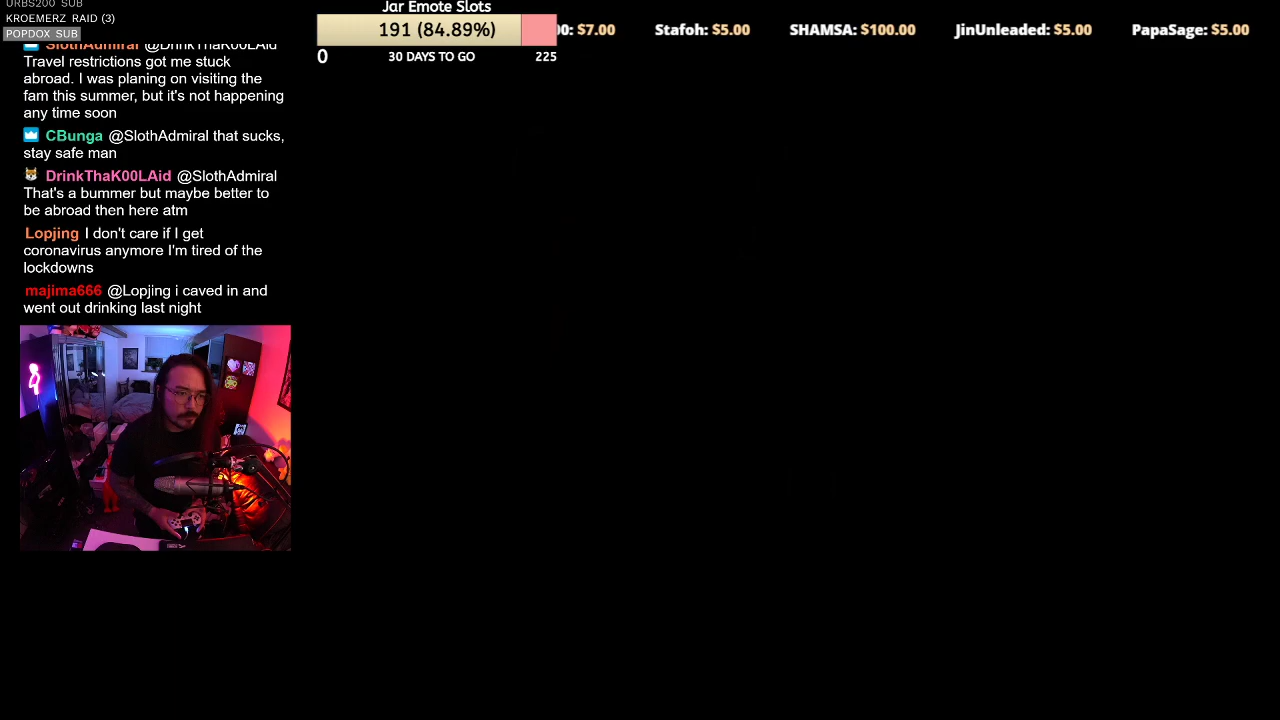 URBS200 SUB
KROEMERZ RAID (3)
POPDOX SUB
SlothAdmiral @DrinkThaK00LAid
Travel restrictions got me stuck
abroad. I was planing on visiting the
fam this summer, but it's not happening
any time soon
CBunga @SlothAdmiral that sucks,
stay safe man
DrinkThaK00LAid @SlothAdmiral
That's a bummer but maybe better to
be abroad then here atm
Lopjing I don't care if I get
coronavirus anymore I'm tired of the
lockdowns
majima666 @Lopjing i caved in and
went out drinking last night
Jar Emote Slots
191 (84.89%)
0 30 DAYS TO GO 225
$7.00 Stafoh: $5.00 SHAMSA: $100.00 JinUnleaded: $5.00 PapaSage: $5.00